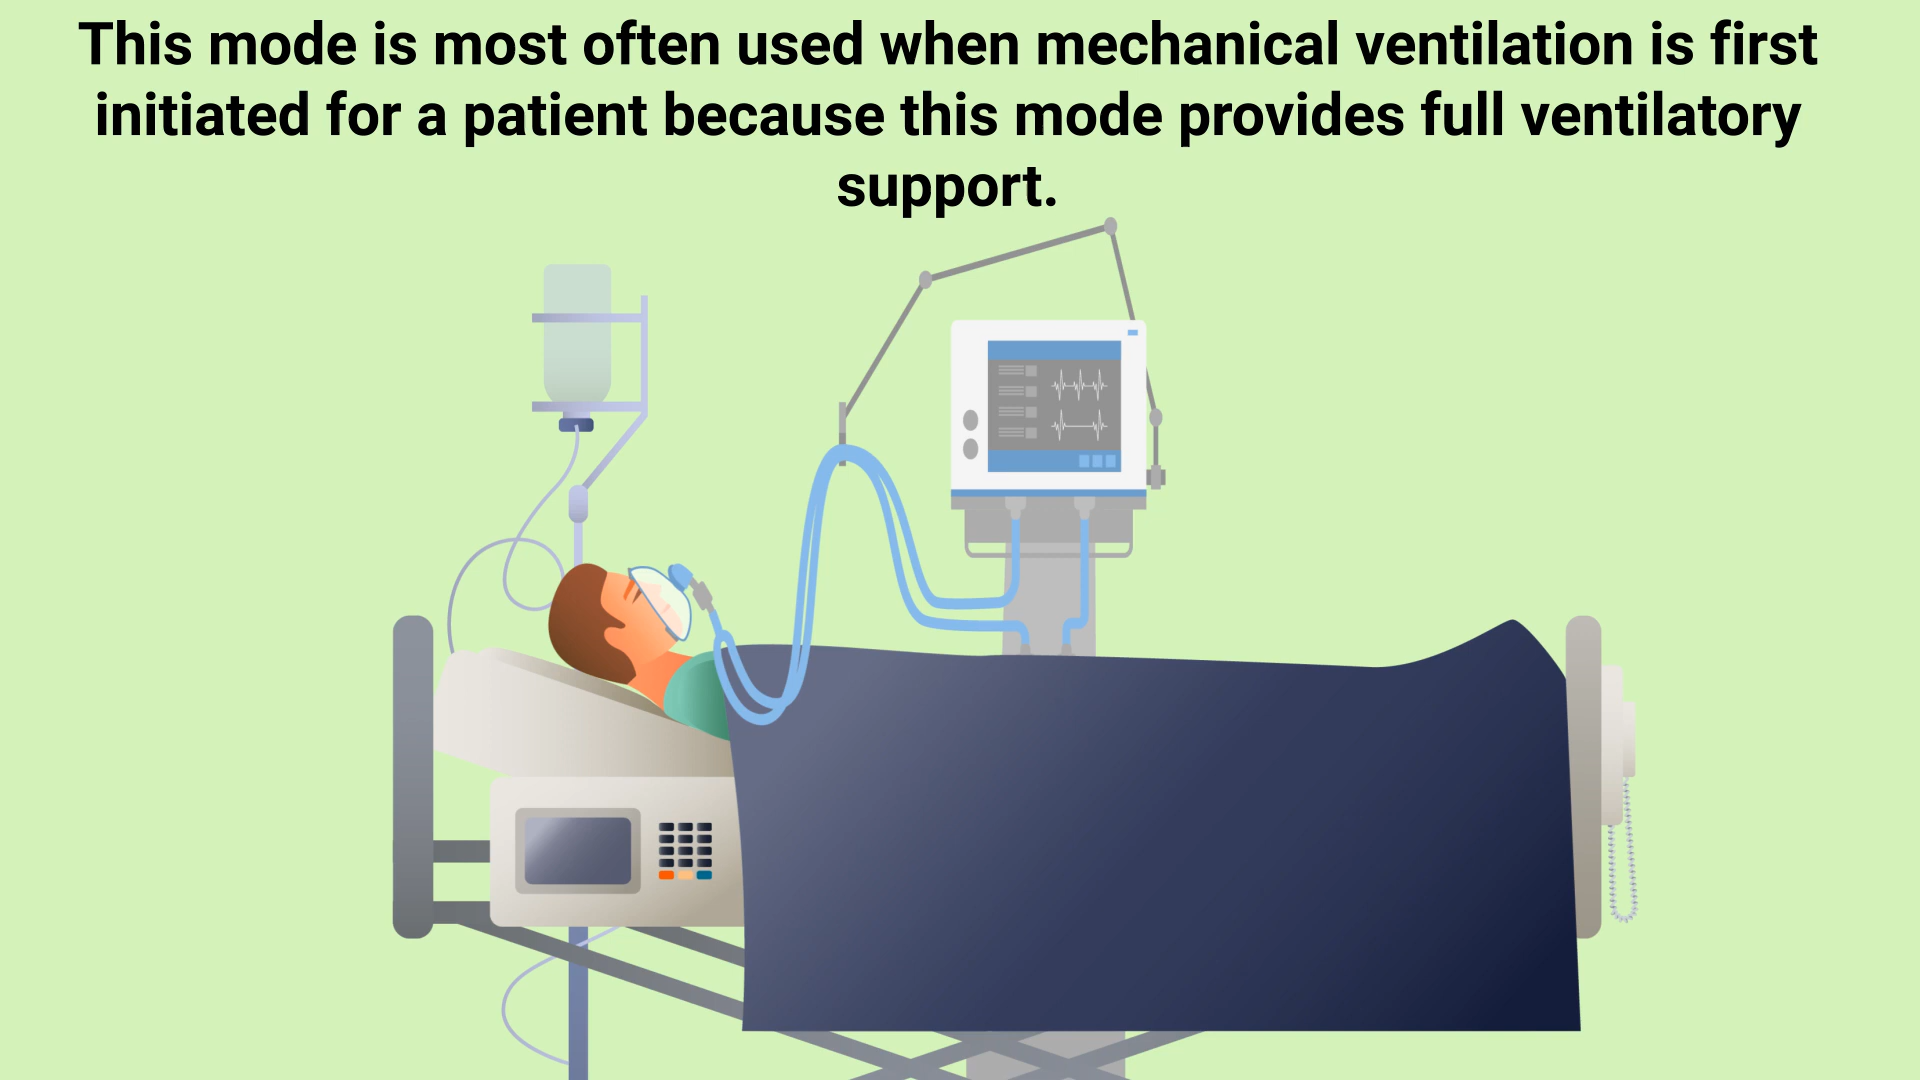 This mode is most often used when mechanical ventilation is first
initiated for a patient because this mode provides full ventilatory
support.